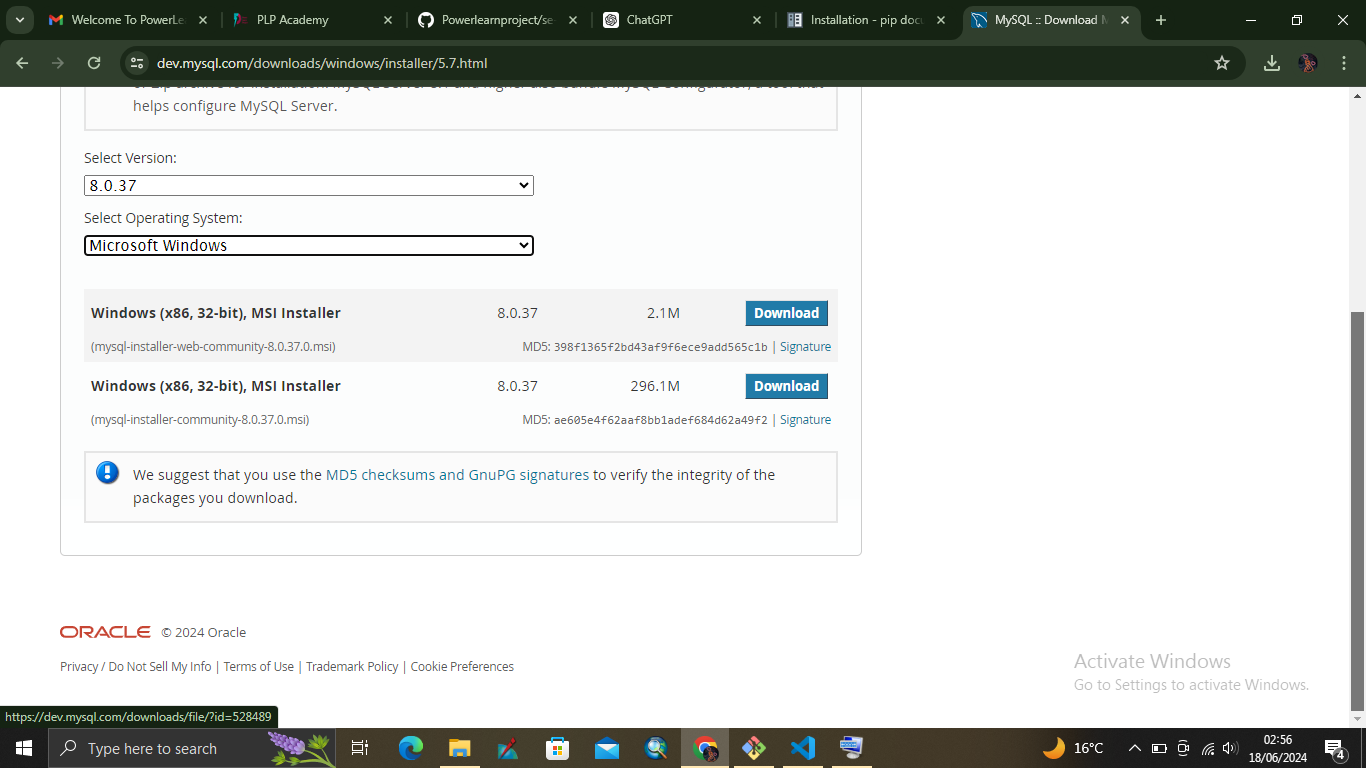 Welcome To PowerLe
PLP Academy
Powerlearnproject/se-
ChatGPT
Installation - pip docu
MySQL :: Download M
dev.mysql.com/downloads/windows/installer/5.7.html
helps configure MySQL Server.
Select Version:
8.0.37
Select Operating System:
Microsoft Windows
Windows (x86, 32-bit), MSI Installer 8.0.37 2.1M Download
(mysql-installer-web-community-8.0.37.0.msi) MD5: 398f1365f2bd43af9f6ece9add565c1b | Signature
Windows (x86, 32-bit), MSI Installer 8.0.37 296.1M Download
(mysql-installer-community-8.0.37.0.msi) MD5: ae605e4f62aaf8bb1adef684d62a49f2 | Signature
We suggest that you use the MD5 checksums and GnuPG signatures to verify the integrity of the
packages you download.
ORACLE © 2024 Oracle
Privacy / Do Not Sell My Info | Terms of Use | Trademark Policy | Cookie Preferences
Activate Windows
Go to Settings to activate Windows.
https://dev.mysql.com/downloads/file/?id=528489
Type here to search
16°C
02:56
18/06/2024
4